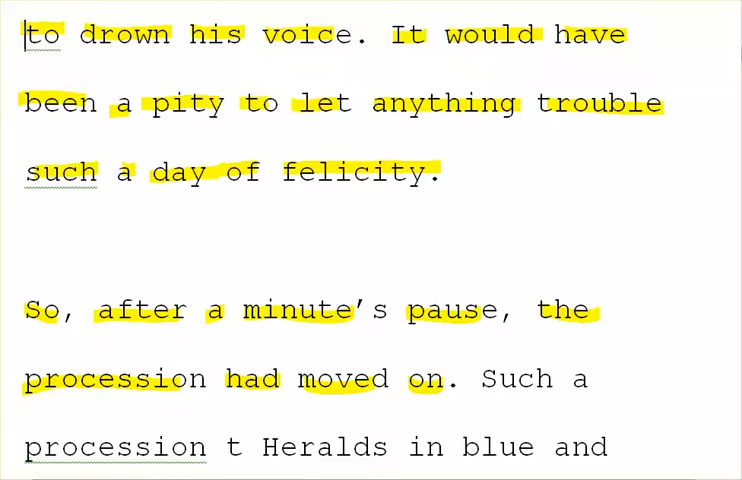 to drown his voice. It would have
been a pity to let anything trouble
such a day of felicity.
So, after a minute’s pause, the
procession had moved on. Such a
procession t Heralds in blue and